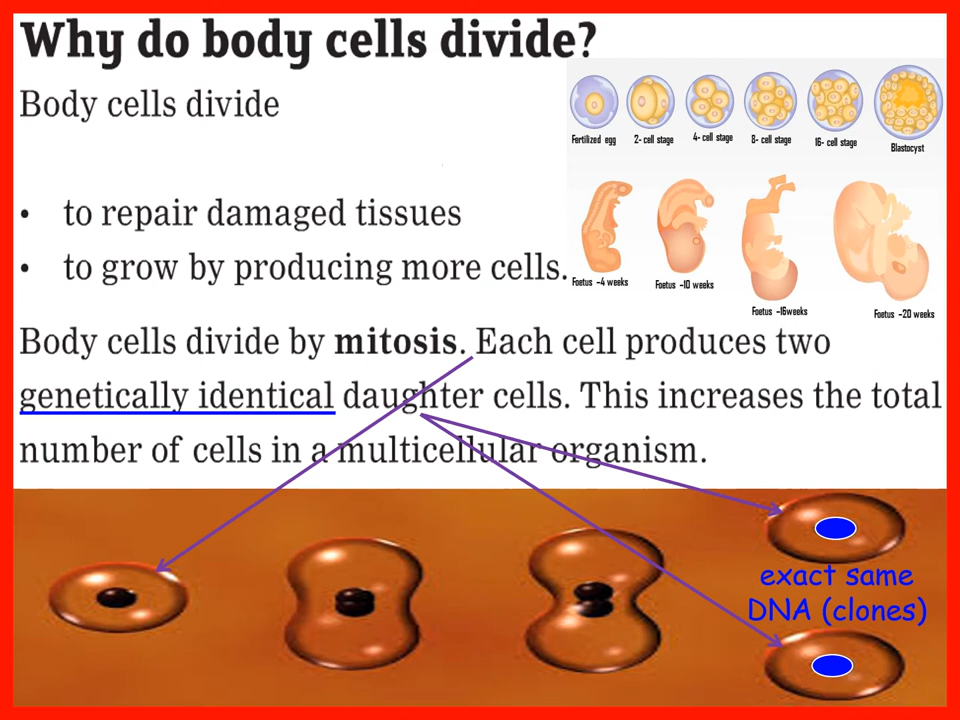 Why do body cells divide?
Body cells divide
• to repair damaged tissues
• to grow by producing more cells.
Fertilized egg
2- cell stage
4- cell stage
8- cell stage
16- cell stage
Blastocyst
Foetus -4 weeks
Foetus -10 weeks
Foetus -16weeks
Foetus -20 weeks
Body cells divide by mitosis. Each cell produces two
genetically identical daughter cells. This increases the total
number of cells in a multicellular organism.
exact same
DNA (clones)